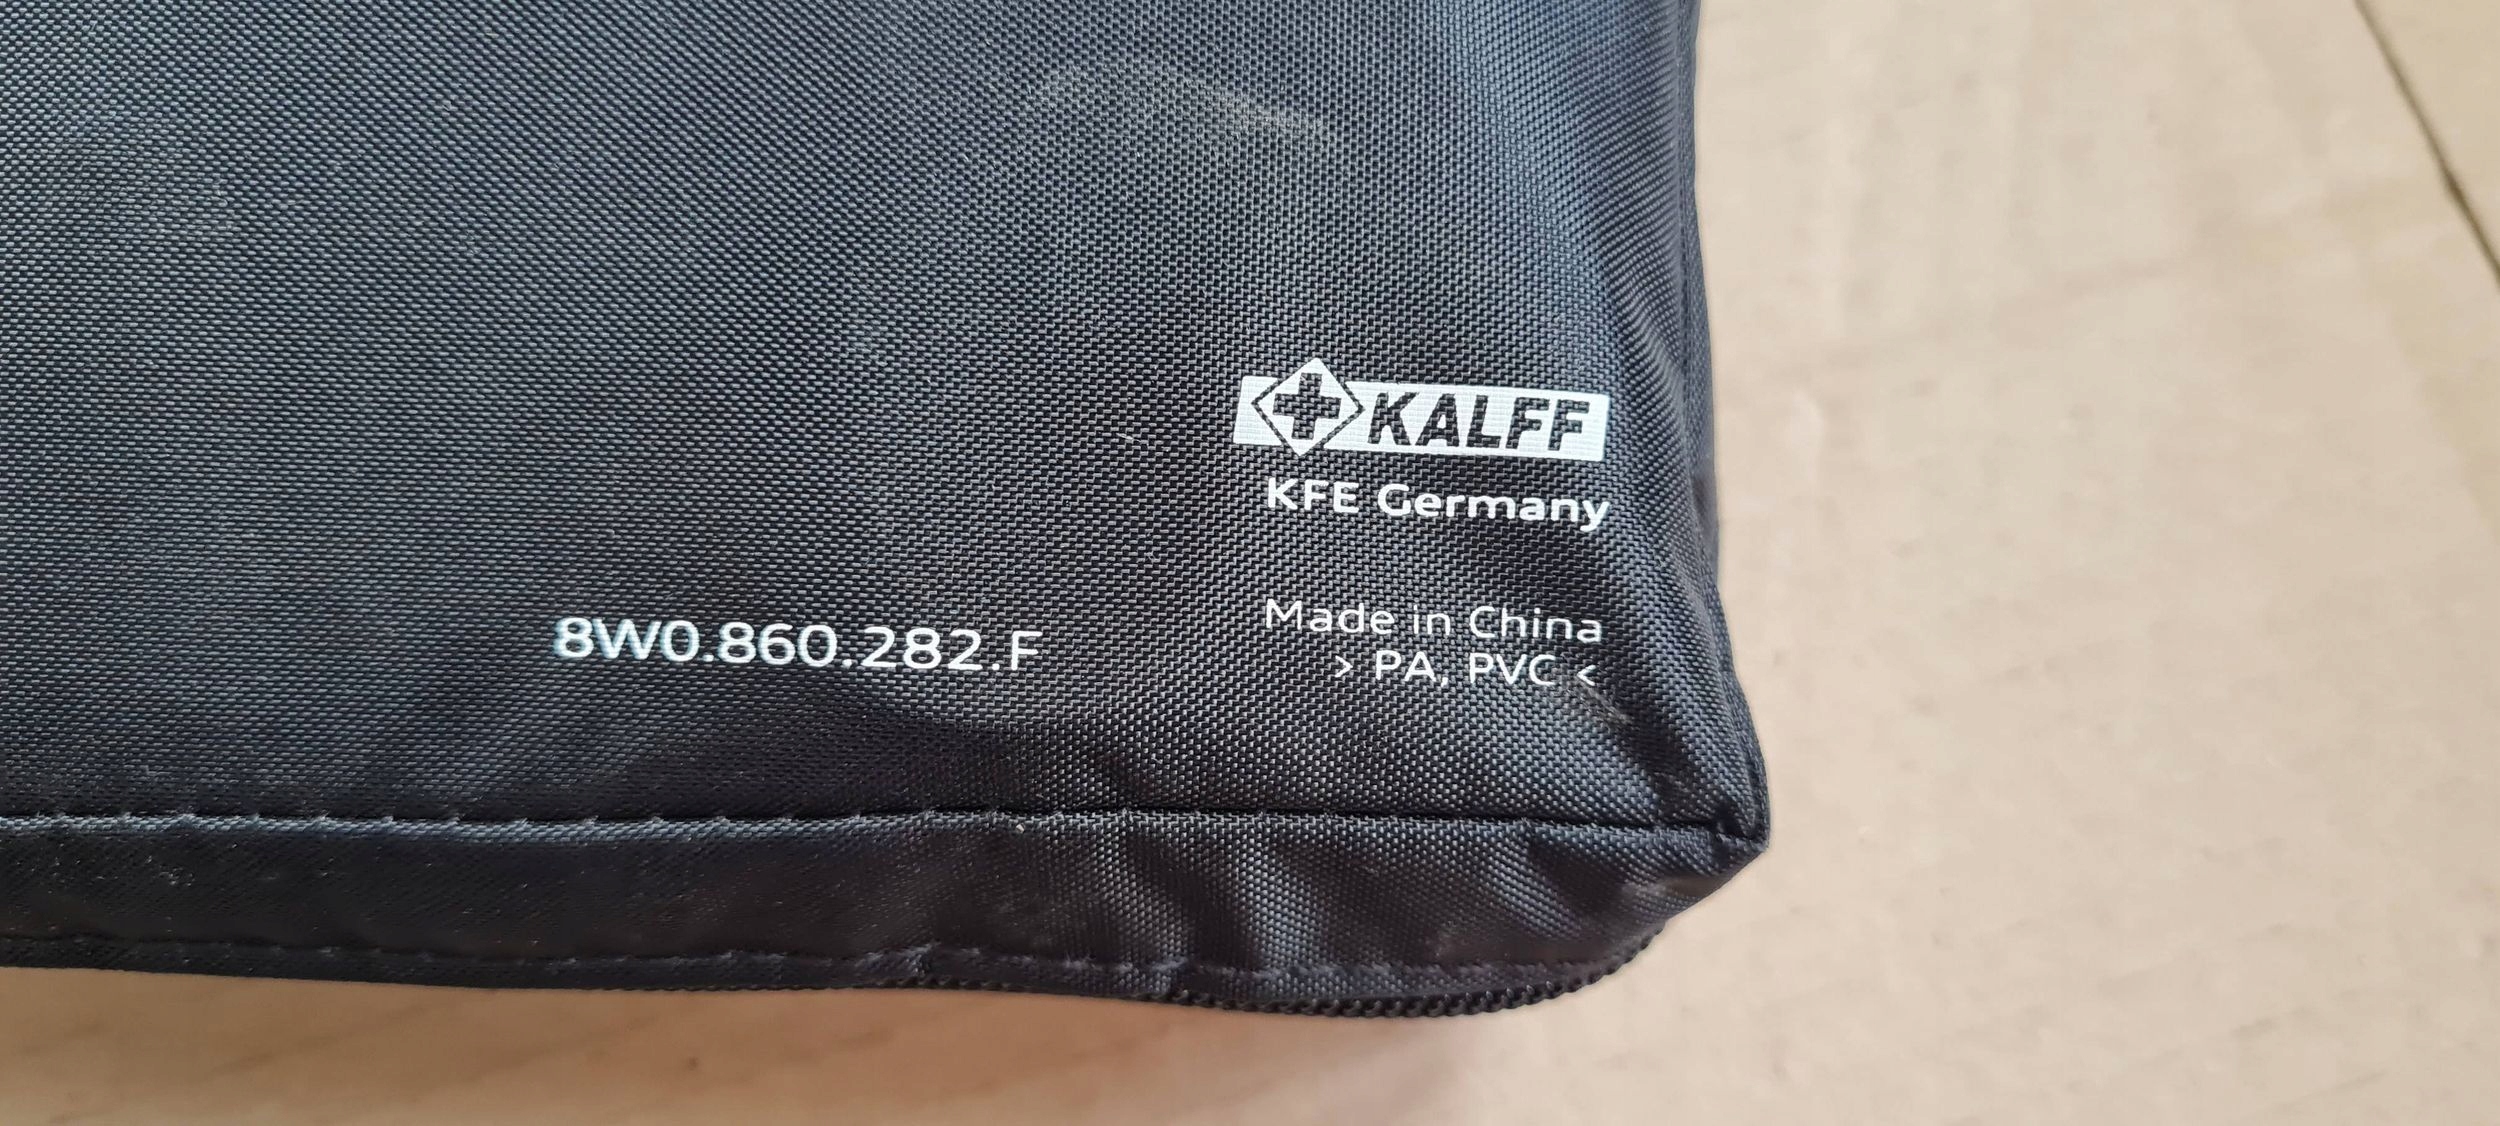 KALFF
KFE Germany
Made in China
> PA, PVC <
8W0.860.282.F